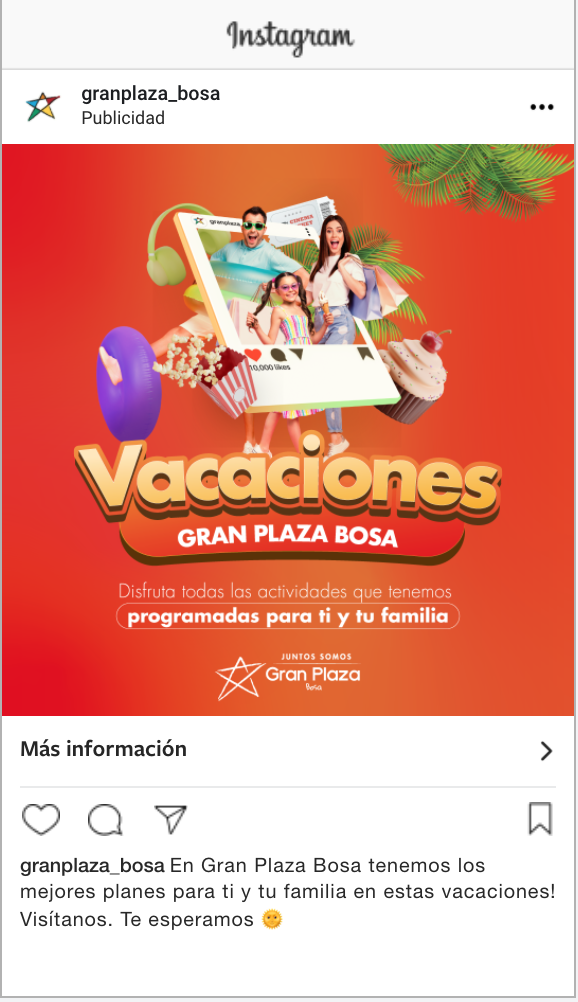 Instagram
granplaza_bosa
Publicidad
CINEMA
10,000 likes
Vacaciones
GRAN PLAZA BOSA
Disfruta todas las actividades que tenemos
programadas para ti y tu familia
JUNTOS SOMOS
Gran Plaza
Bosa
Más información
granplaza_bosa En Gran Plaza Bosa tenemos los
mejores planes para ti y tu familia en estas vacaciones!
Visítanos. Te esperamos 🌞